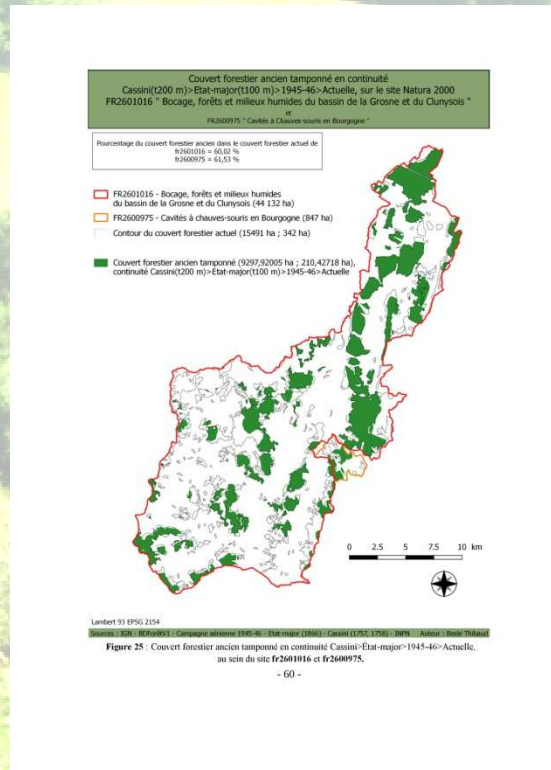 Couvert forestier ancien tamponné en continuité
Cassini(t200 m)>Etat-major(t100 m)>1945-46>Actuelle, sur le site Natura 2000
FR2601016 " Bocage, forêts et milieux humides du bassin de la Grosne et du Clunysois "
et
FR2600975 " Cavités à Chauves-souris en Bourgogne "
Pourcentage du couvert forestier ancien dans le couvert forestier actuel de
fr2601016 = 60,02 %
fr2600975 = 61,53 %
FR2601016 - Bocage, forêts et milieux humides
du bassin de la Grosne et du Clunysois (44 132 ha)
FR2600975 - Cavités à chauves-souris en Bourgogne (847 ha)
Contour du couvert forestier actuel (15491 ha ; 342 ha)
Couvert forestier ancien tamponné (9297,92005 ha ; 210,42718 ha),
continuité Cassini(t200 m)>Etat-major(t100 m)>1945-46>Actuelle
0 2.5 5 7.5 10 km
Lambert 93 EPSG 2154
Sources : IGN - BDForêtV1 - Campagne aérienne 1945-46 - Etat-major (1866) - Cassini (1757, 1758) - INPN Auteur : Besle Thibaud
Figure 25 : Couvert forestier ancien tamponné en continuité Cassini>État-major>1945-46>Actuelle,
au sein du site fr2601016 et fr2600975.
- 60 -